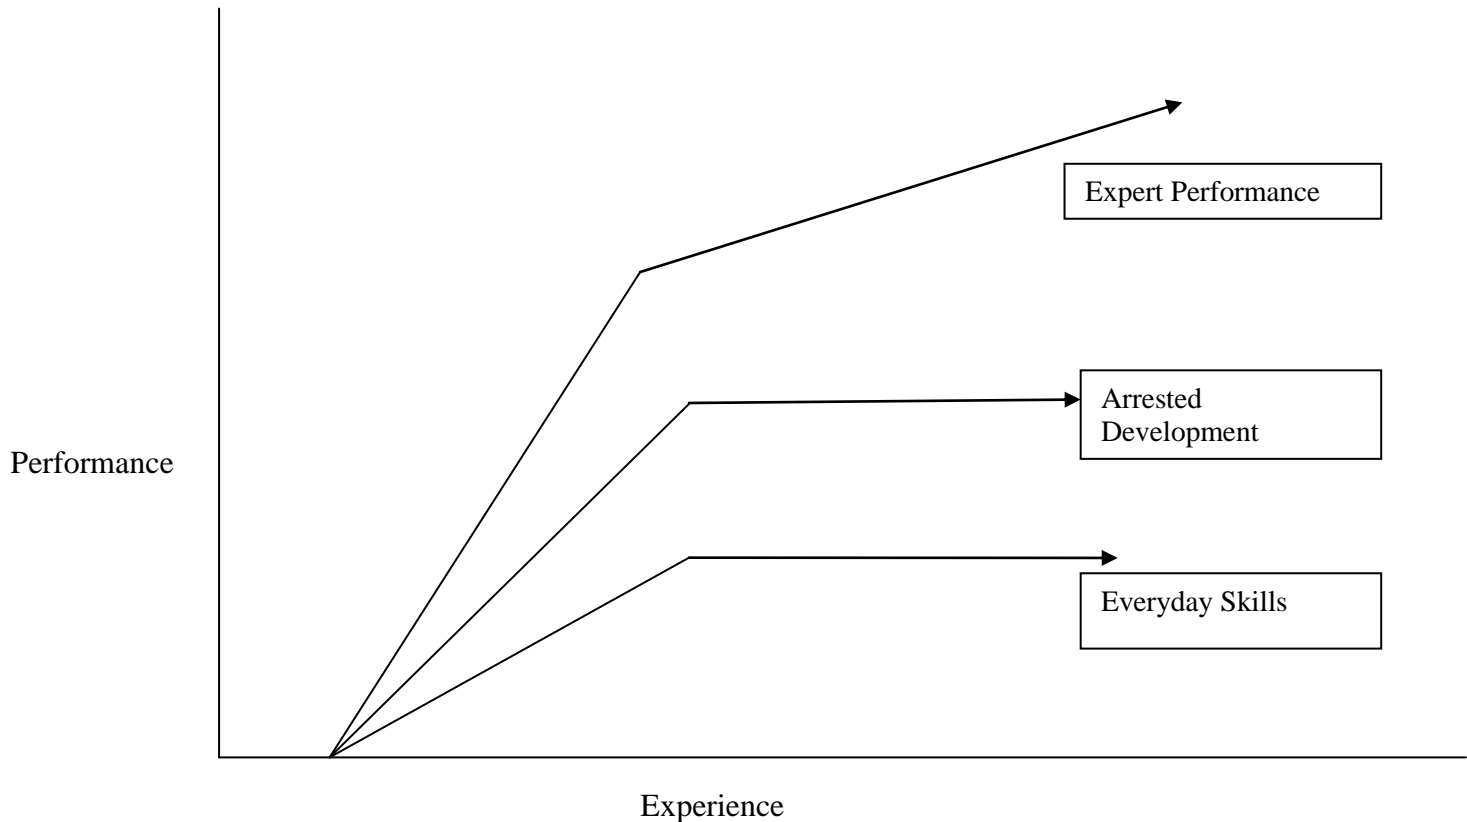 Expert Performance
Arrested
Development
Performance
Everyday Skills
Experience